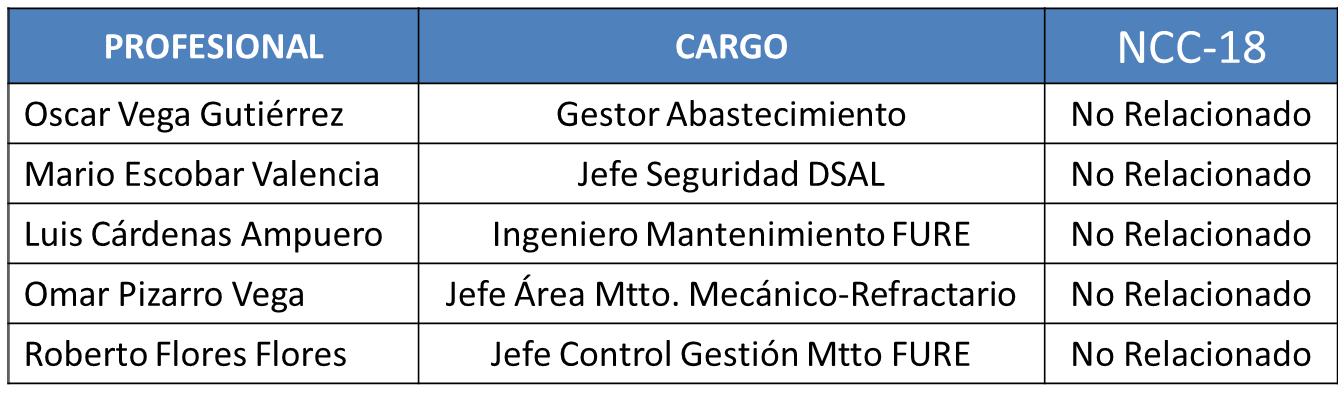 PROFESIONAL CARGO NCC-18
Oscar Vega Gutiérrez Gestor Abastecimiento No Relacionado
Mario Escobar Valencia Jefe Seguridad DSAL No Relacionado
Luis Cárdenas Ampuero Ingeniero Mantenimiento FURE No Relacionado
Omar Pizarro Vega Jefe Área Mtto. Mecánico-Refractario No Relacionado
Roberto Flores Flores Jefe Control Gestión Mtto FURE No Relacionado